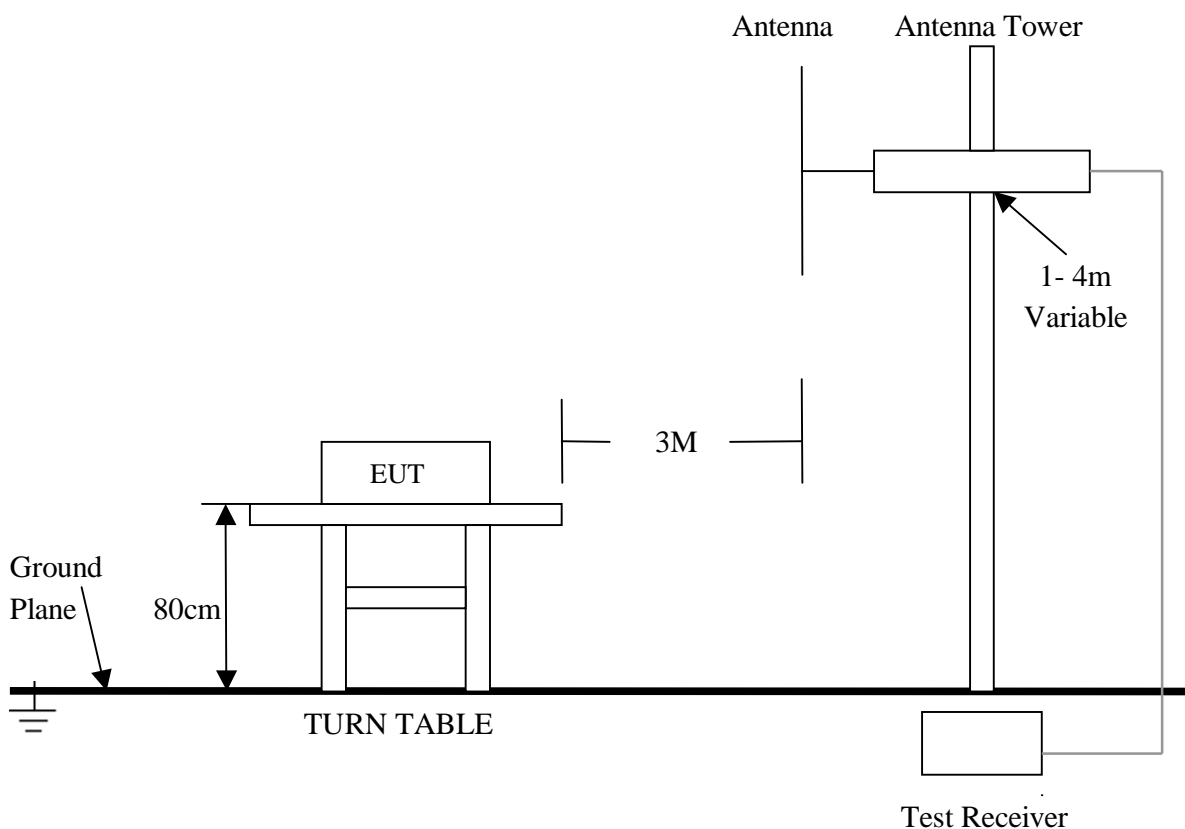 Antenna
Antenna Tower
1- 4m
Variable
3M
EUT
Ground
Plane
80cm
TURN TABLE
Test Receiver